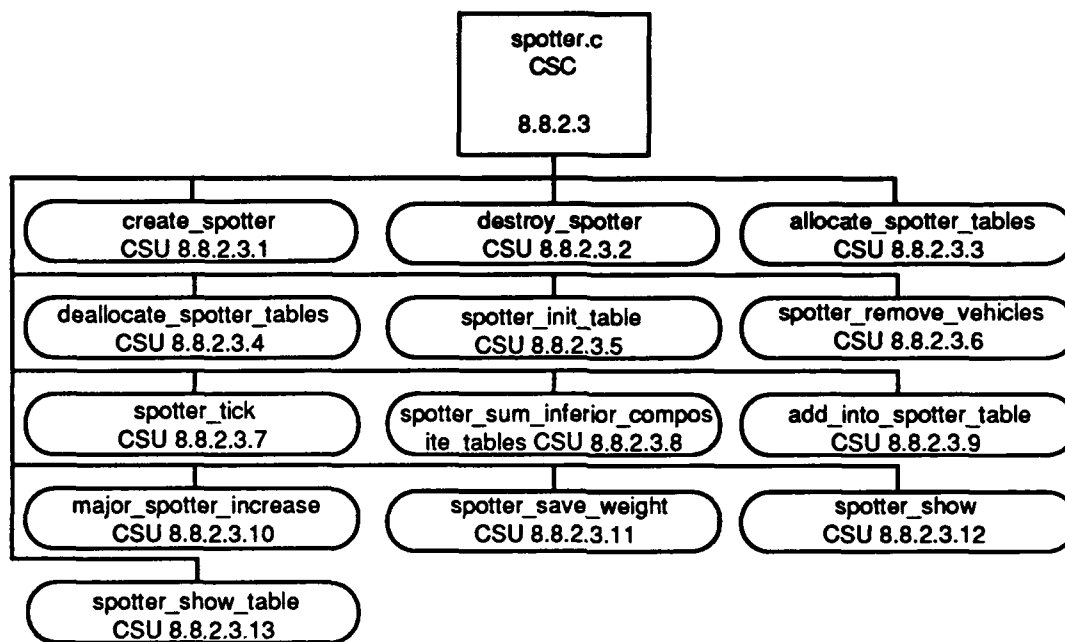 spotter.c
CSC
8.8.2.3
create_spotter
CSU 8.8.2.3.1
destroy_spotter
CSU 8.8.2.3.2
allocate_spotter_tables
CSU 8.8.2.3.3
deallocate_spotter_tables
CSU 8.8.2.3.4
spotter_init_table
CSU 8.8.2.3.5
spotter_remove_vehicles
CSU 8.8.2.3.6
spotter_tick
CSU 8.8.2.3.7
spotter_sum_inferior_compos
ite_tables CSU 8.8.2.3.8
add_into_spotter_table
CSU 8.8.2.3.9
major_spotter_increase
CSU 8.8.2.3.10
spotter_save_weight
CSU 8.8.2.3.11
spotter_show
CSU 8.8.2.3.12
spotter_show_table
CSU 8.8.2.3.13